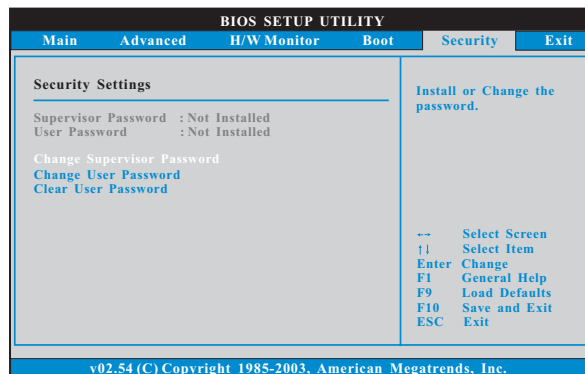 BIOS SETUP UTILITY
Main Advanced H/W Monitor Boot Security Exit
Security Settings
Supervisor Password : Not Installed
User Password : Not Installed
Change Supervisor Password
Change User Password
Clear User Password
Install or Change the
password.
←→ Select Screen
↑↓ Select Item
Enter Change
F1 General Help
F9 Load Defaults
F10 Save and Exit
ESC Exit
v02.54 (C) Copyright 1985-2003, American Megatrends, Inc.